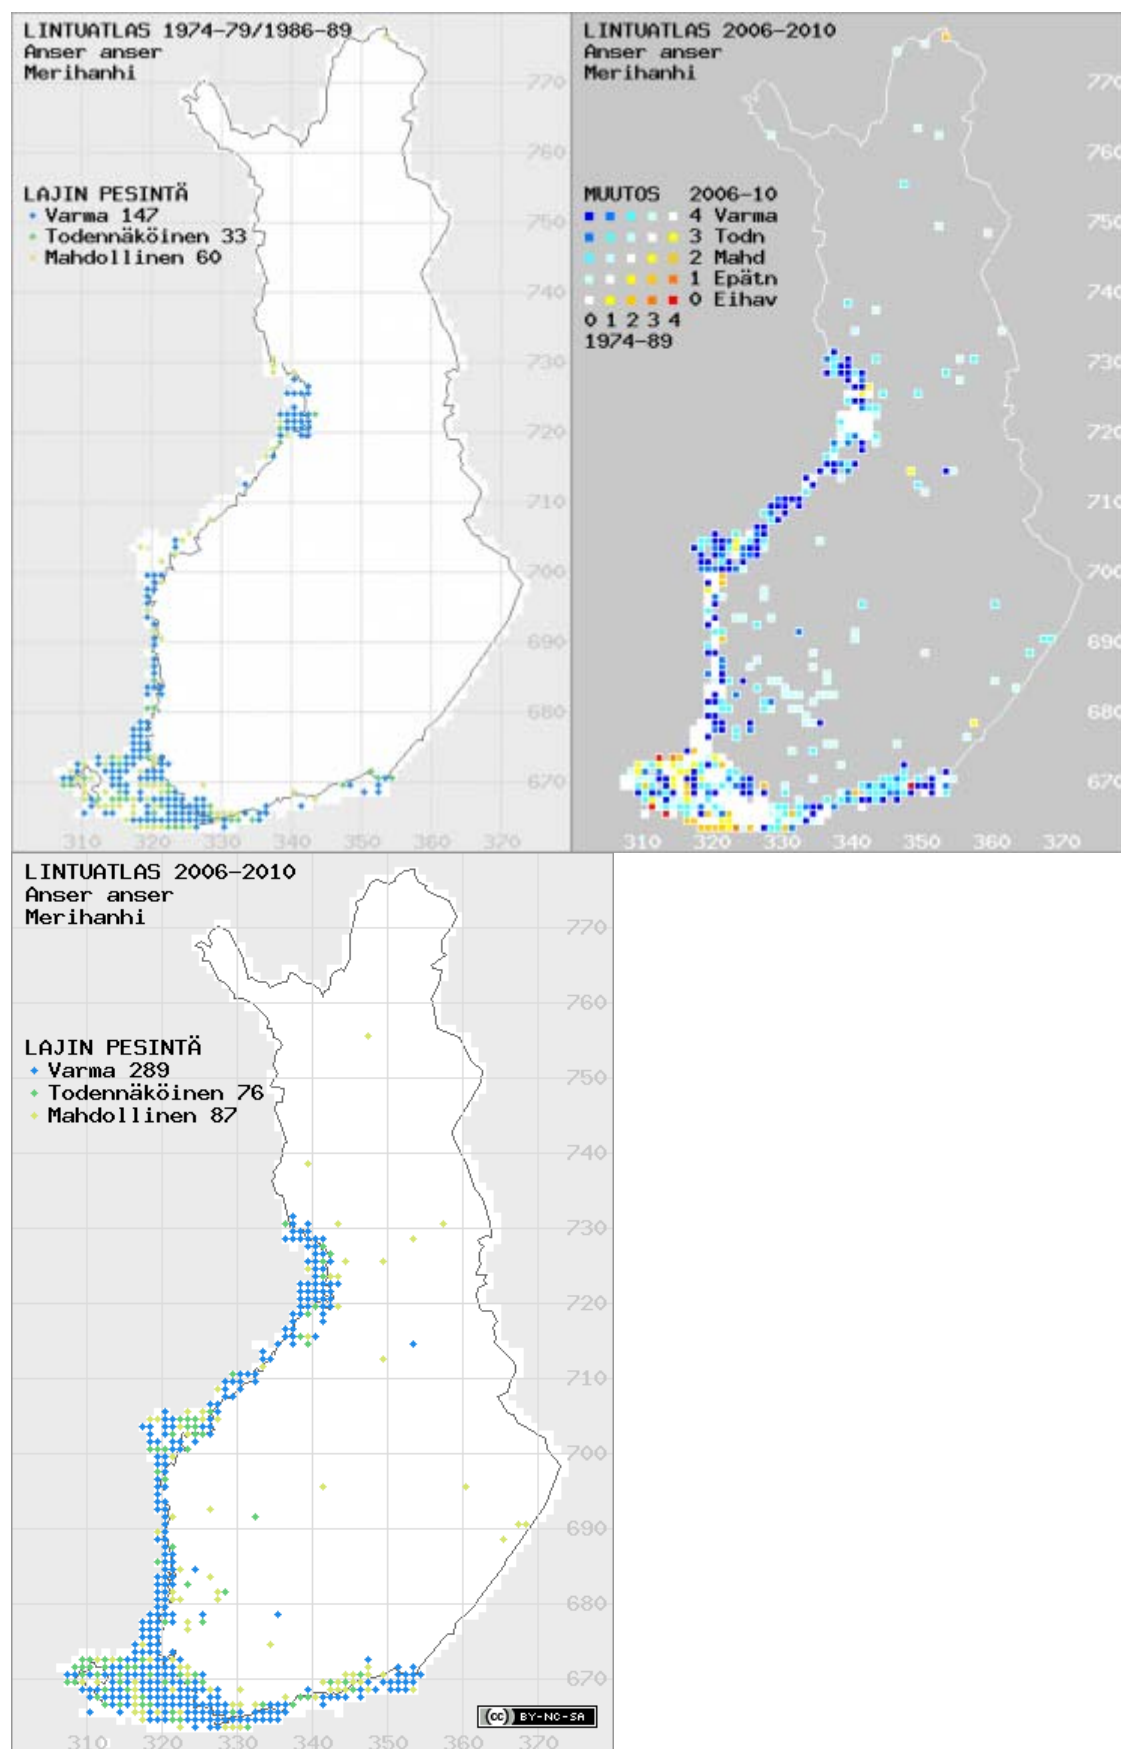 LINTUATLAS 1974-79/1986-89
Anser anser
Merihanhi
LAJIN PESINTÄ
Varma 147
Todennäköinen 33
Mahdollinen 60
770
760
750
740
730
720
710
700
690
680
670
310 320 330 340 350 360 370
LINTUATLAS 2006-2010
Anser anser
Merihanhi
MUUTOS 2006-10
4 Varma
3 Todn
2 Mahd
1 Epätn
0 Eihav
0 1 2 3 4
1974-89
770
760
750
740
730
720
710
700
690
680
670
310 320 330 340 350 360 370
LINTUATLAS 2006-2010
Anser anser
Merihanhi
LAJIN PESINTÄ
Varma 289
Todennäköinen 76
Mahdollinen 87
770
760
750
740
730
720
710
700
690
680
670
310 320 330 340 350 360 370
cc BY-NC-SA